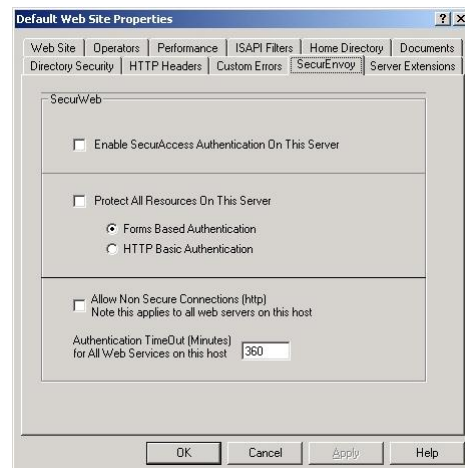 Default Web Site Properties
Web Site Operators Performance ISAPI Filters Home Directory Documents
Directory Security HTTP Headers Custom Errors SecurEnvoy Server Extensions
SecurWeb
Enable SecurAccess Authentication On This Server
Protect All Resources On This Server
Forms Based Authentication
HTTP Basic Authentication
Allow Non Secure Connections (http)
Note this applies to all web servers on this host
Authentication TimeOut (Minutes)
for All Web Services on this host 360
OK Cancel Apply Help